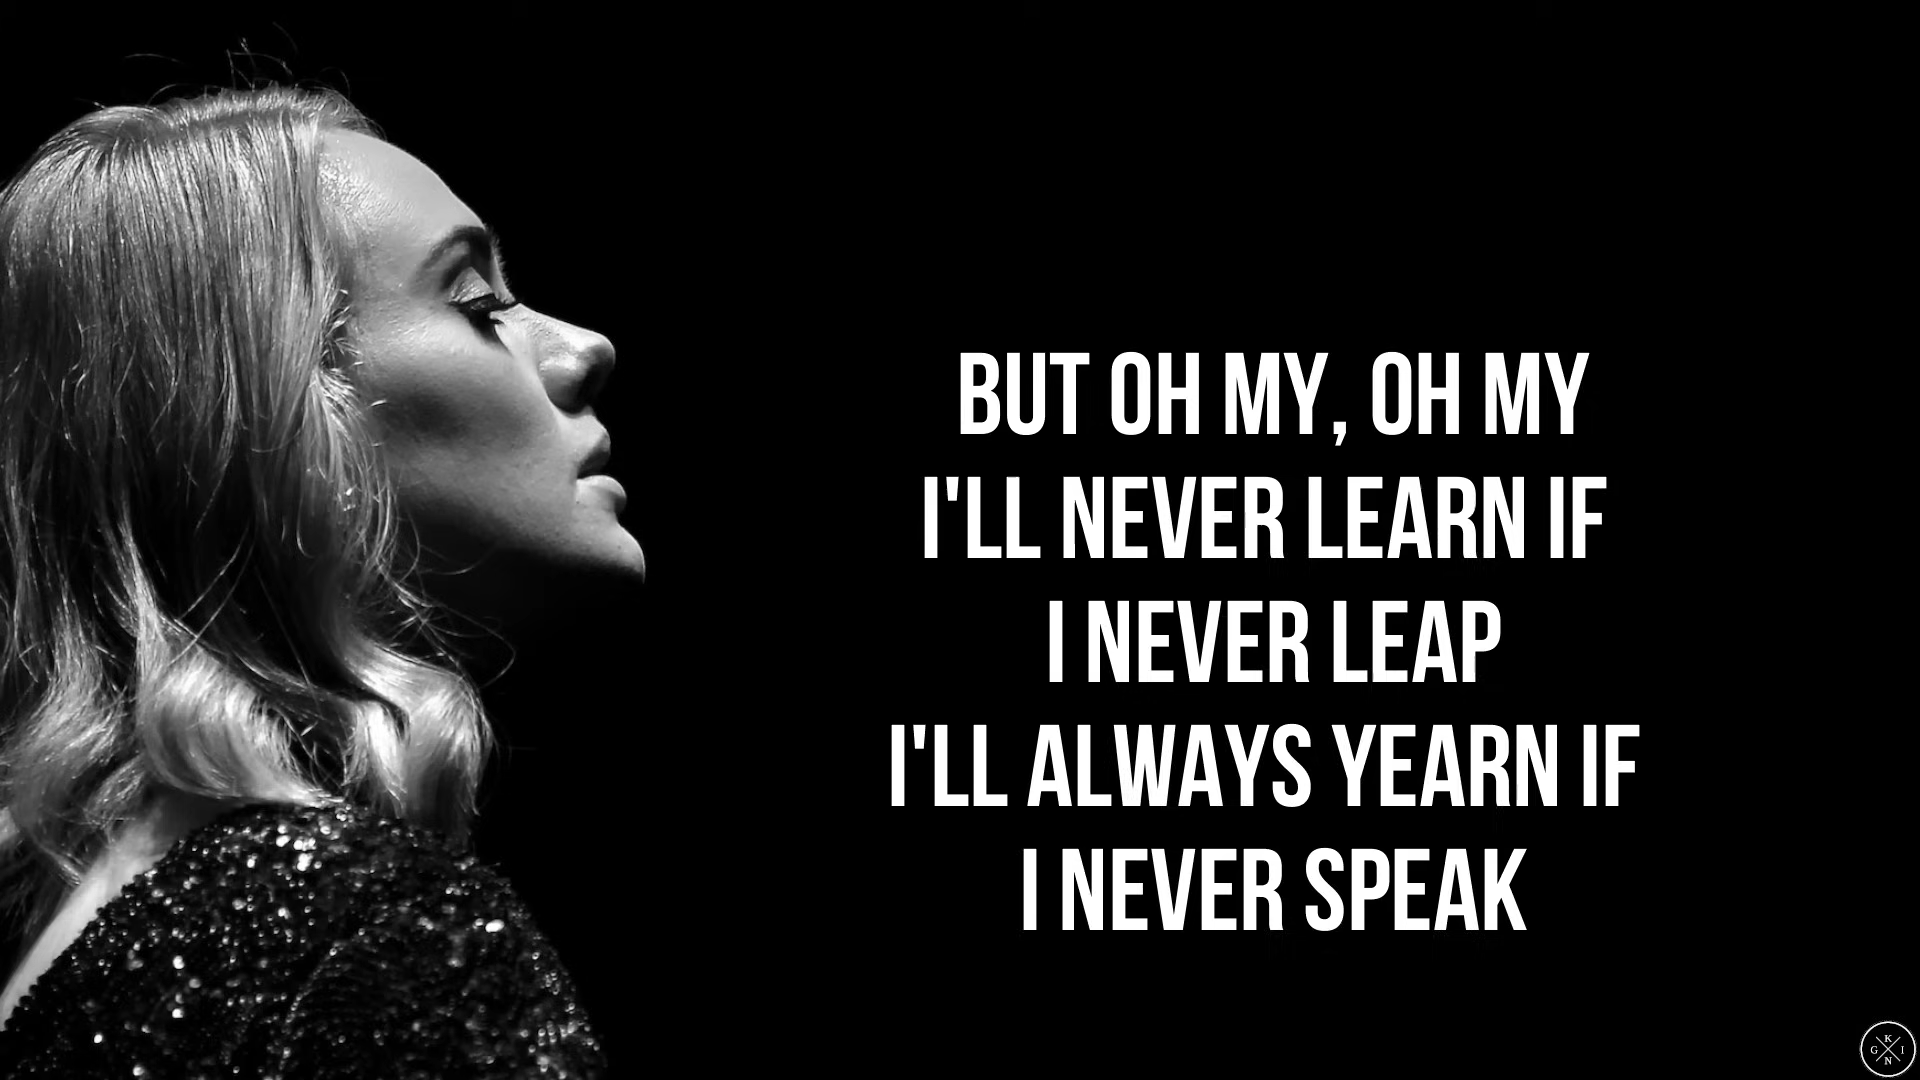 BUT OH MY, OH MY
I'LL NEVER LEARN IF
I NEVER LEAP
I'LL ALWAYS YEARN IF
I NEVER SPEAK
K
G I
N